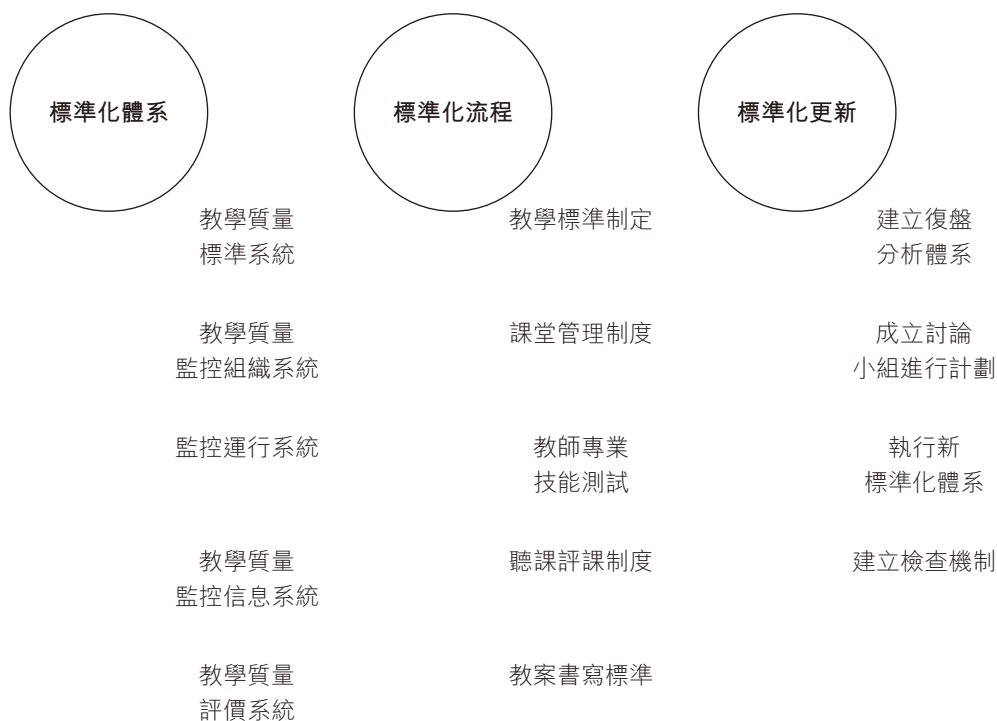 標準化體系
標準化流程
標準化更新
教學質量
標準系統
教學質量
監控組織系統
監控運行系統
教學質量
監控信息系統
教學質量
評價系統
教學標準制定
課堂管理制度
教師專業
技能測試
聽課評課制度
教案書寫標準
建立復盤
分析體系
成立討論
小組進行計劃
執行新
標準化體系
建立檢查機制